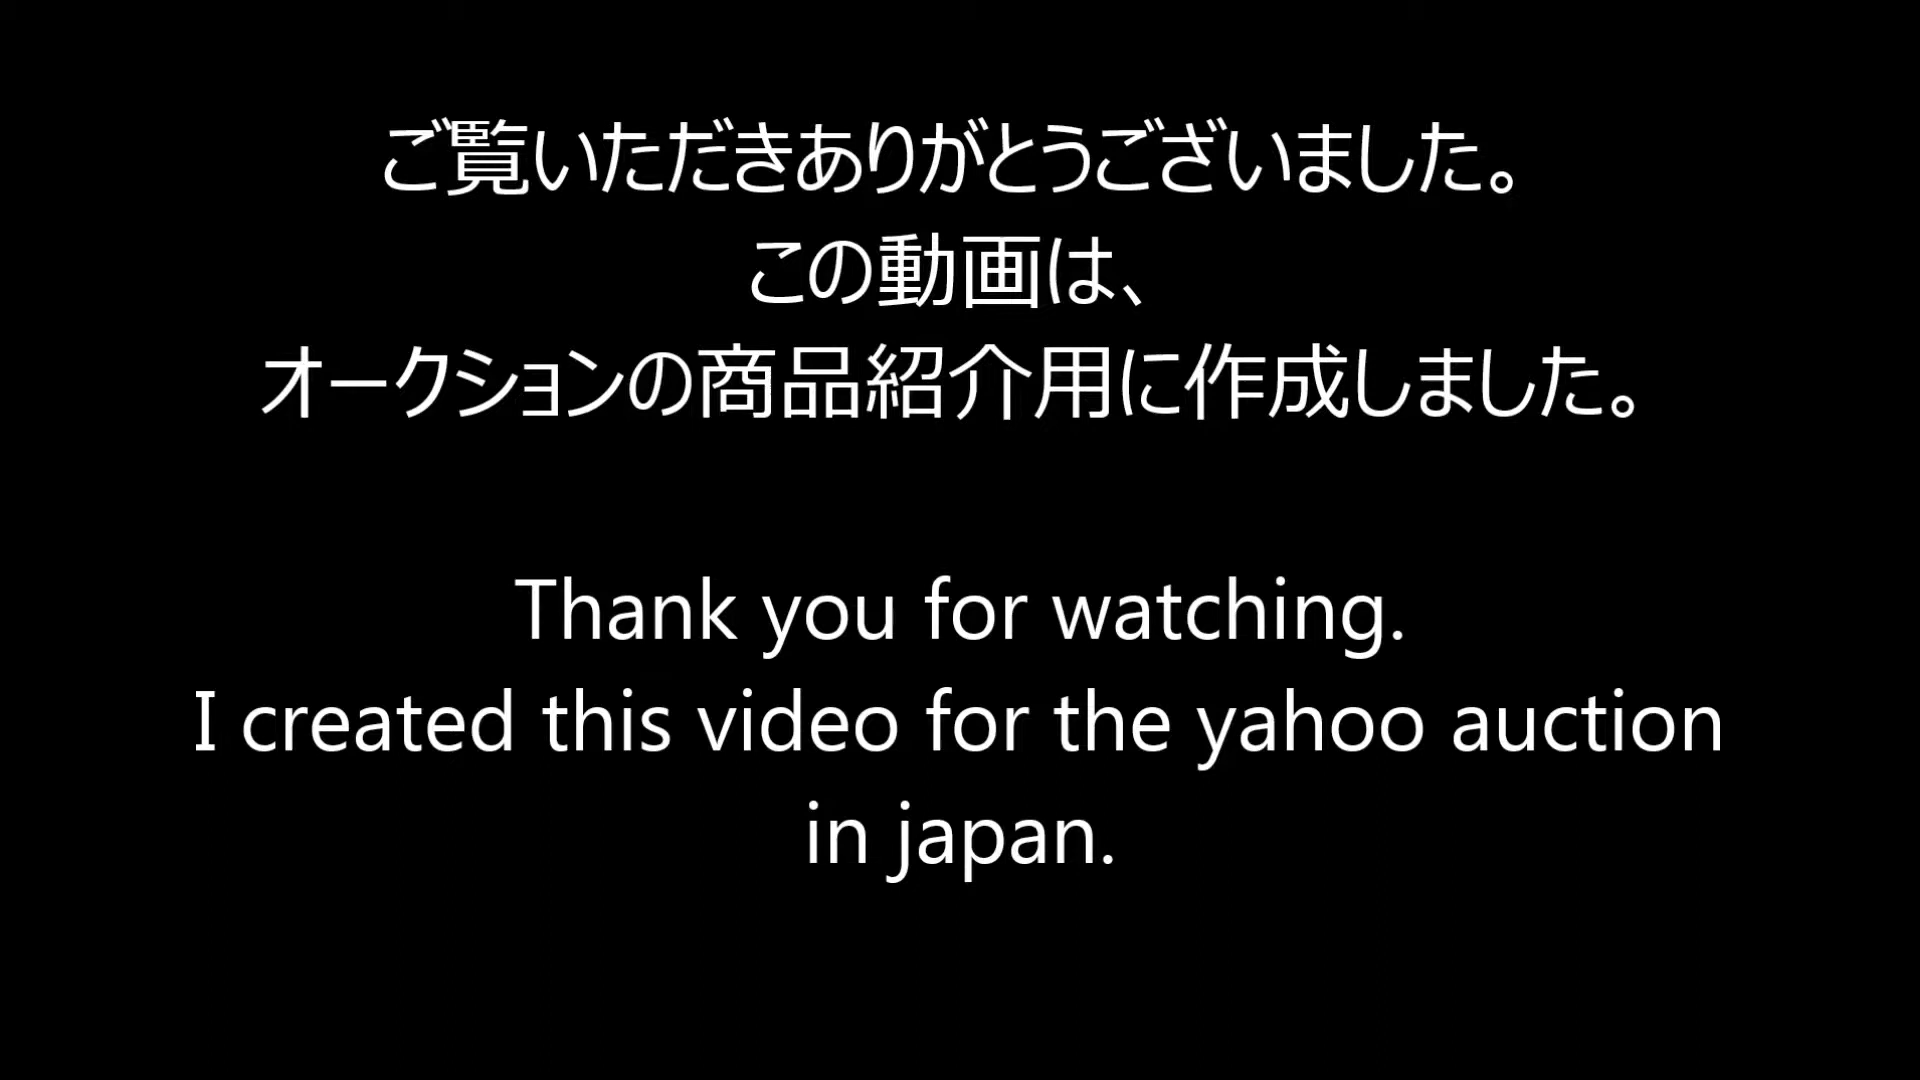 ご覧いただきありがとうございました。
この動画は、
オークションの商品紹介用に作成しました。
Thank you for watching.
I created this video for the yahoo auction
in japan.